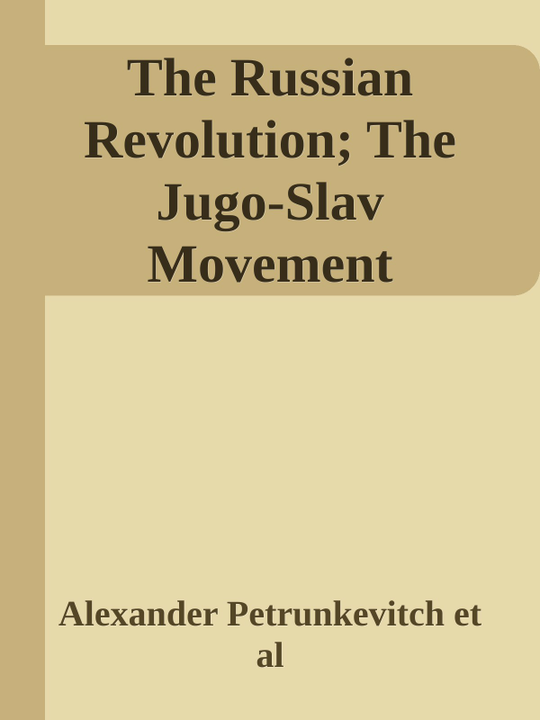 The Russian
Revolution; The
Jugo-Slav
Movement
Alexander Petrunkevitch et
al